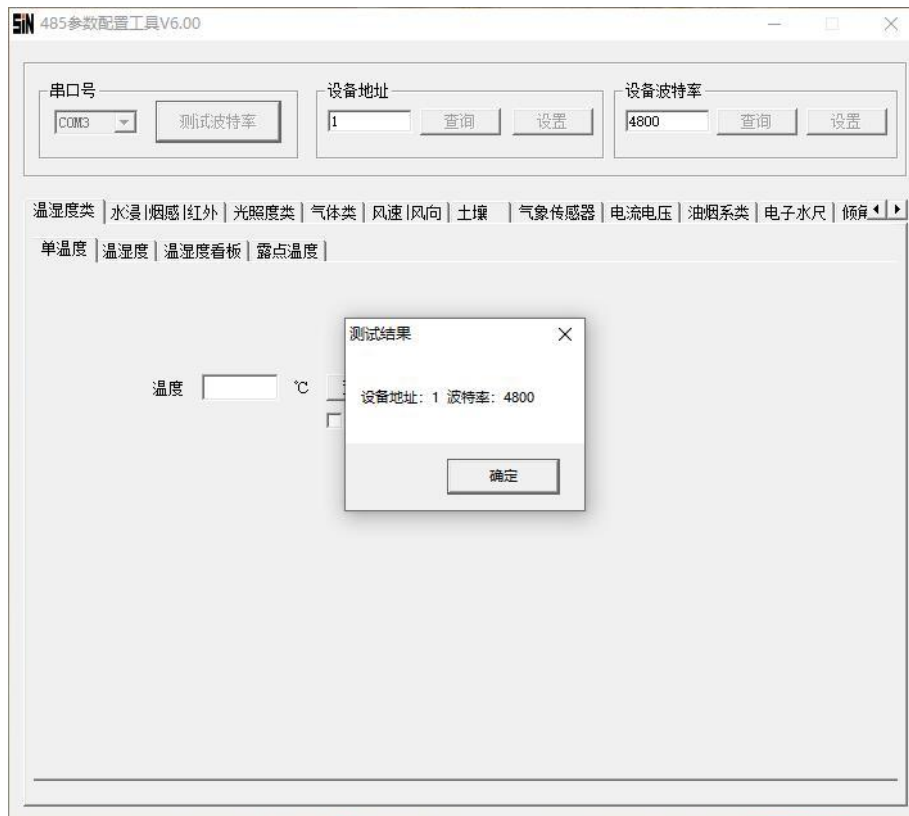 SiN 485参数配置工具V6.00
串口号 设备地址 设备波特率
COM3 测试波特率 1 查询 设置 4800 查询 设置
温湿度类 水浸|烟感|红外 光照度类 气体类 风速|风向 土壤 气象传感器 电流电压 油烟系类 电子水尺 倾角
单温度 温湿度 温湿度看板 露点温度
测试结果
温度 ℃
设备地址: 1 波特率: 4800
确定